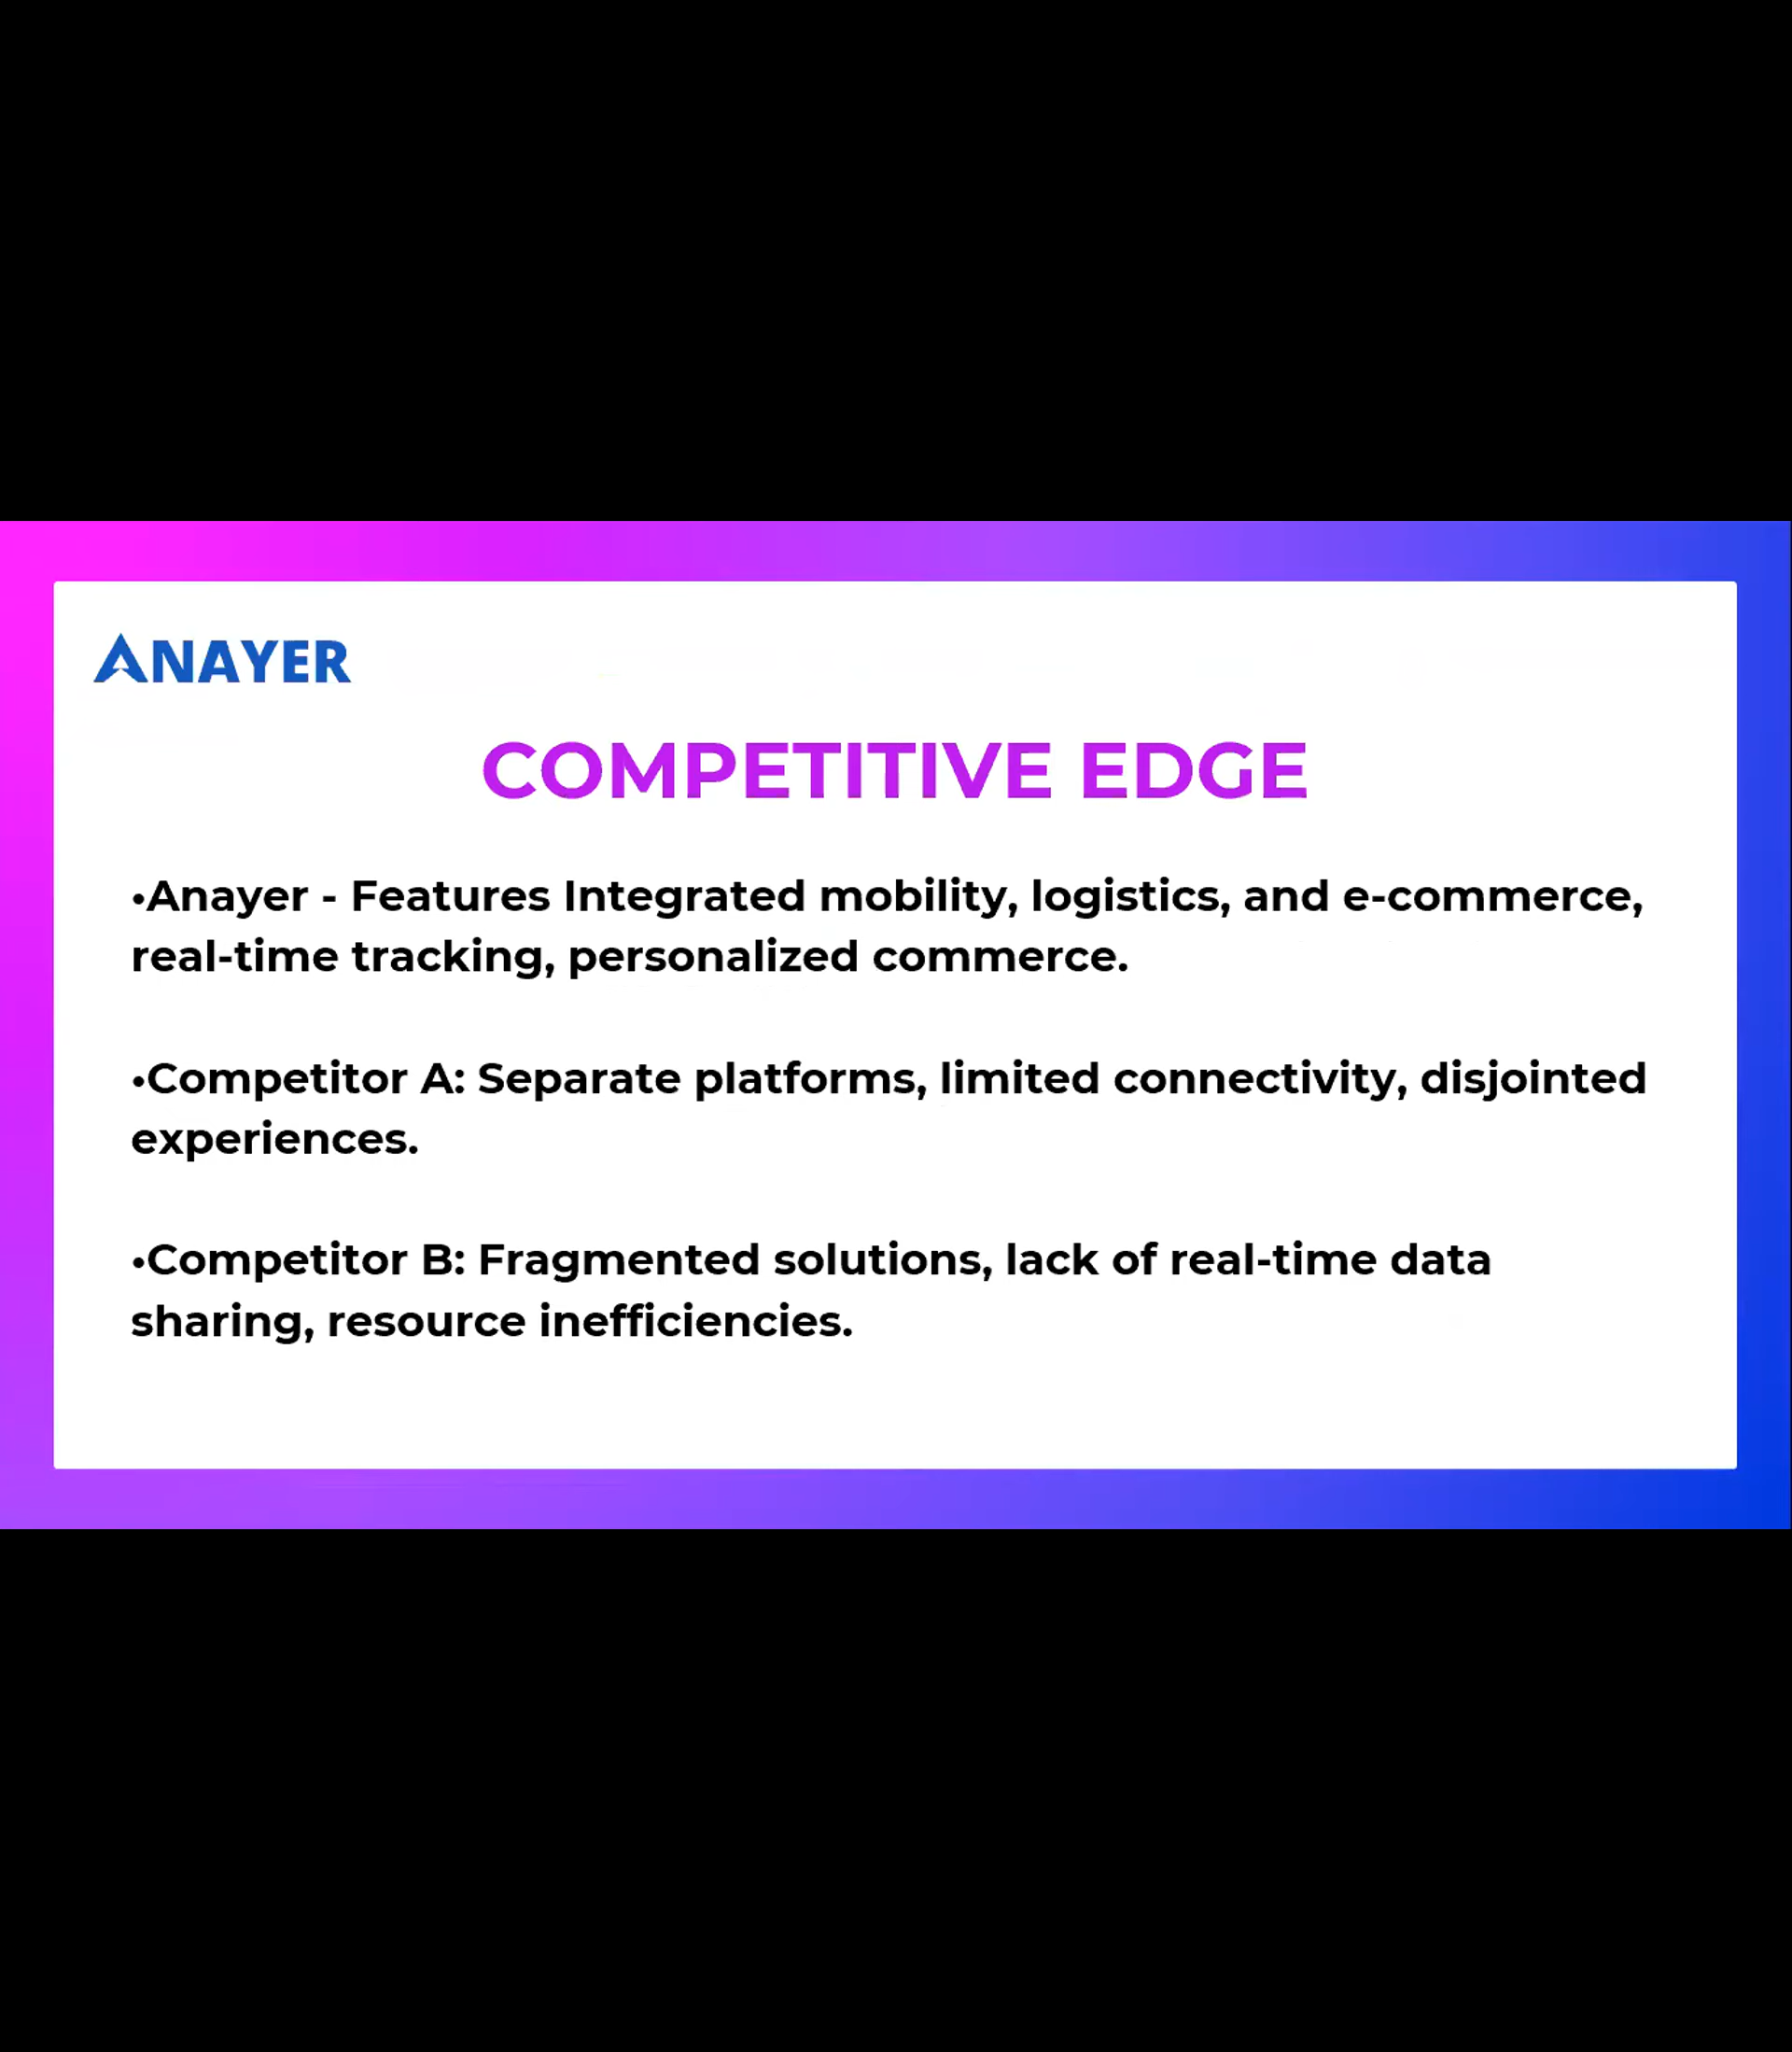 ANAYER
COMPETITIVE EDGE
•Anayer - Features Integrated mobility, logistics, and e-commerce,
real-time tracking, personalized commerce.
•Competitor A: Separate platforms, limited connectivity, disjointed
experiences.
•Competitor B: Fragmented solutions, lack of real-time data
sharing, resource inefficiencies.